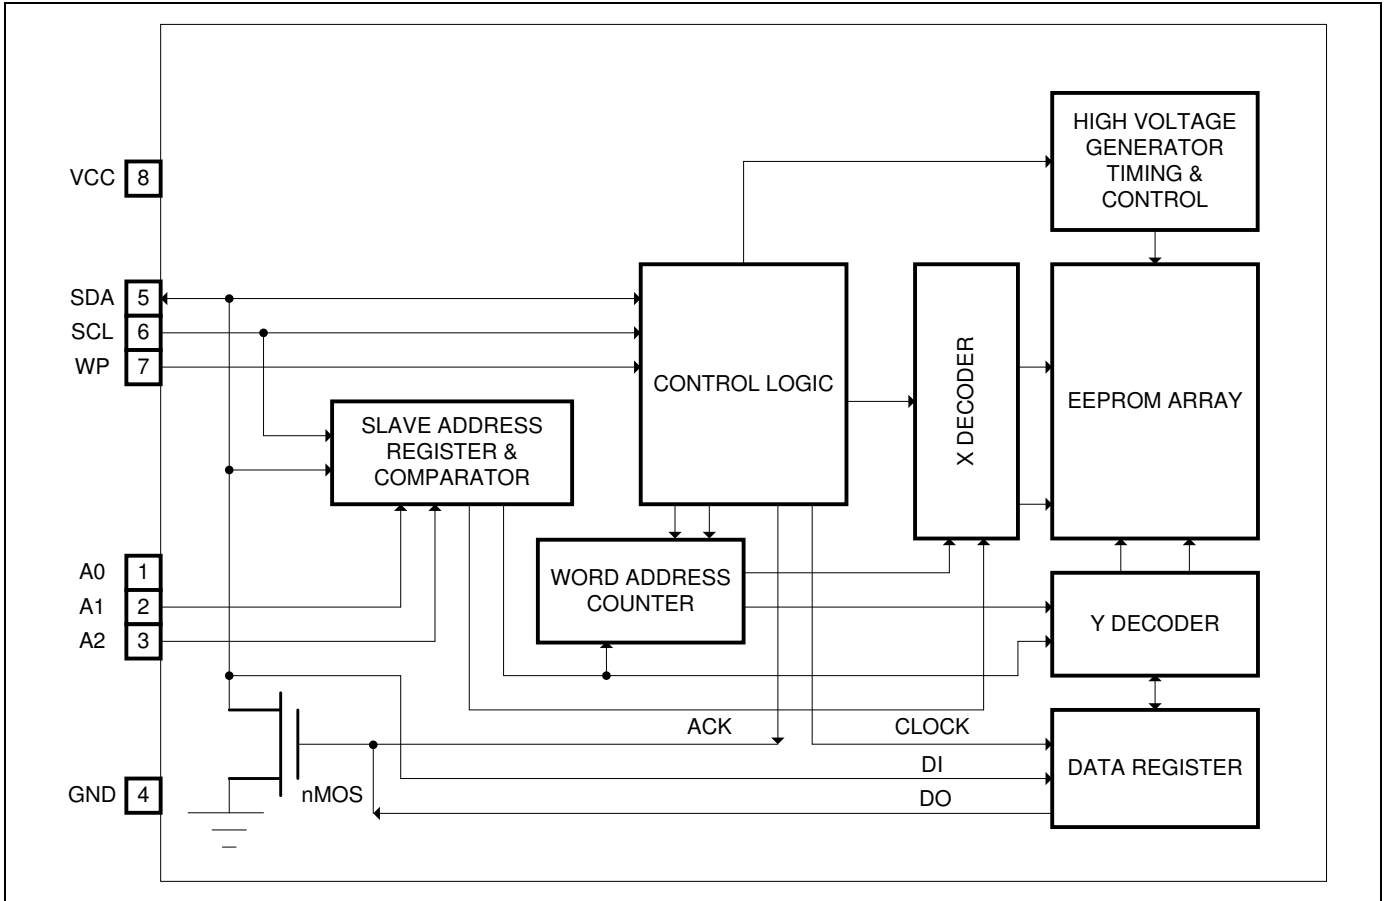 HIGH VOLTAGE
GENERATOR
TIMING &
CONTROL
VCC 8
SDA 5
SCL 6
WP 7
CONTROL LOGIC
X DECODER
EEPROM ARRAY
SLAVE ADDRESS
REGISTER &
COMPARATOR
A0 1
A1 2
A2 3
WORD ADDRESS
COUNTER
Y DECODER
ACK
CLOCK
DI
DO
DATA REGISTER
GND 4
nMOS